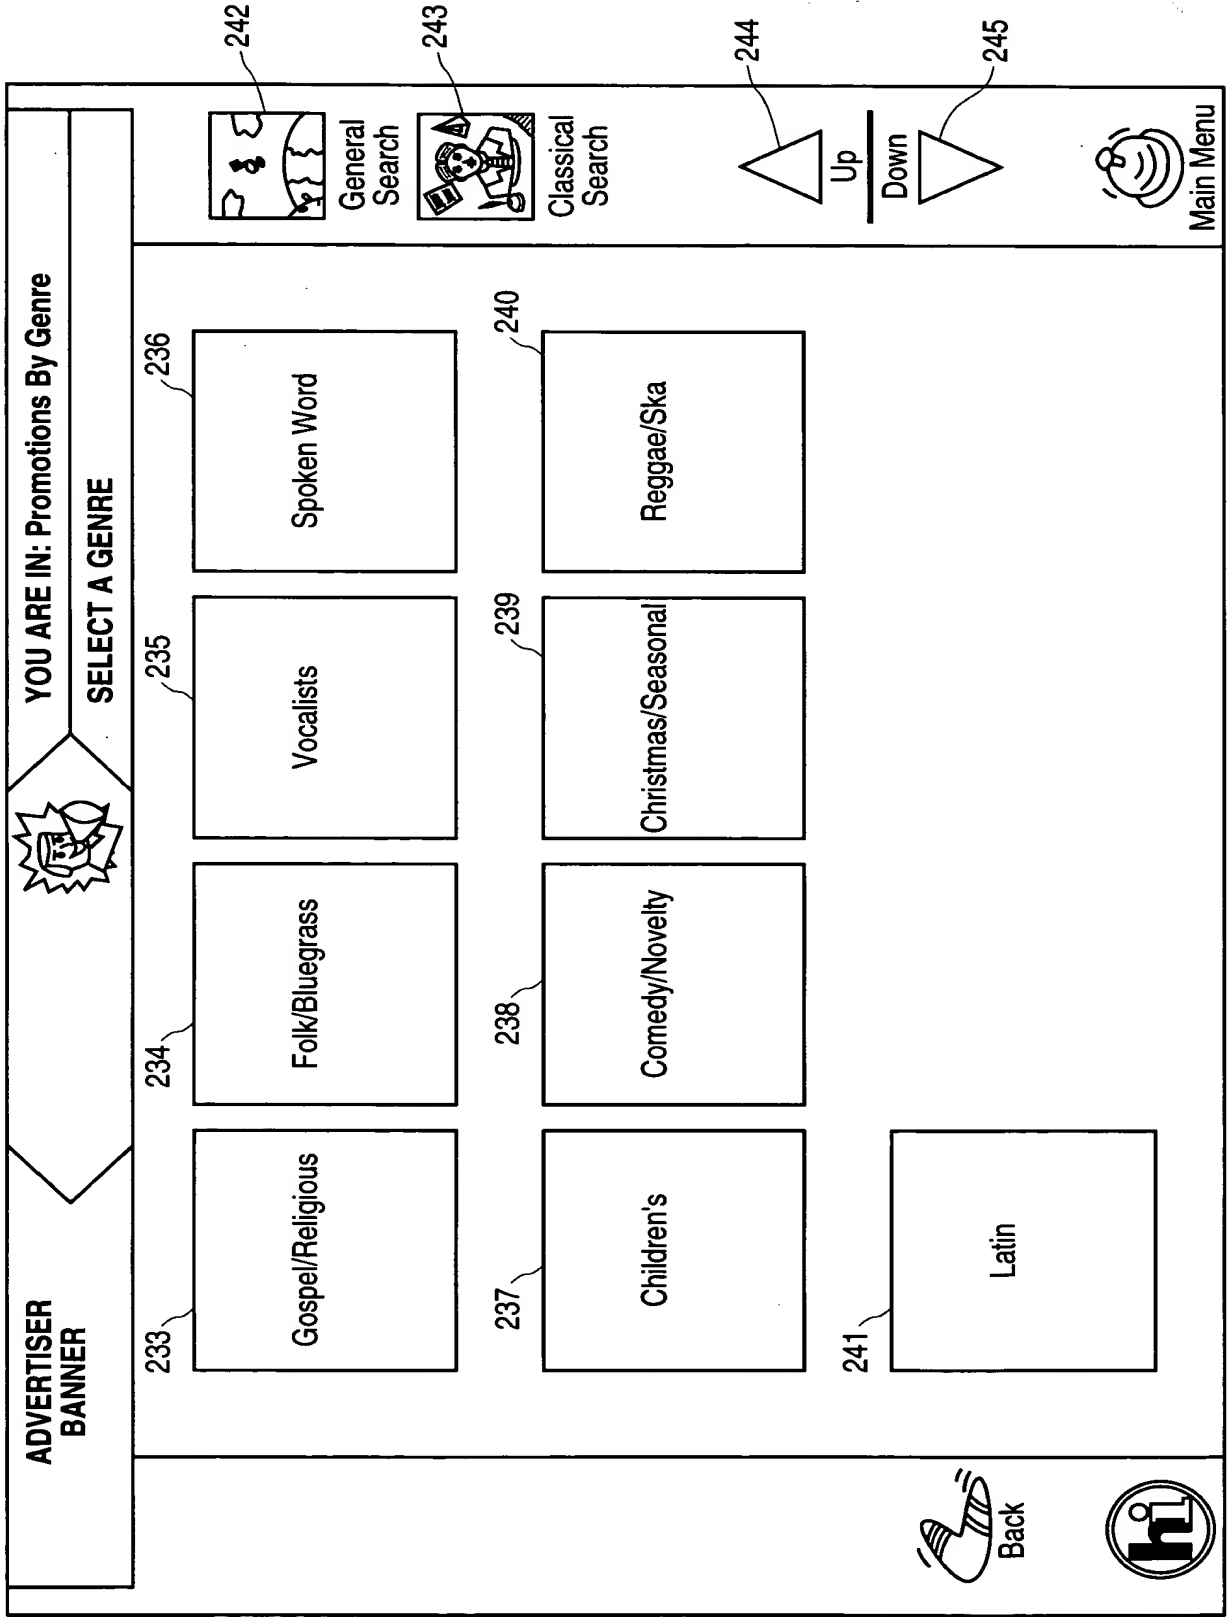 ADVERTISER
BANNER
YOU ARE IN: Promotions By Genre
SELECT A GENRE
233
234
235
236
Gospel/Religious
Folk/Bluegrass
Vocalists
Spoken Word
237
238
239
240
Children's
Comedy/Novelty
Christmas/Seasonal
Reggae/Ska
241
Latin
242
General
Search
243
Classical
Search
244
Up
Down
245
Back
hi
Main Menu